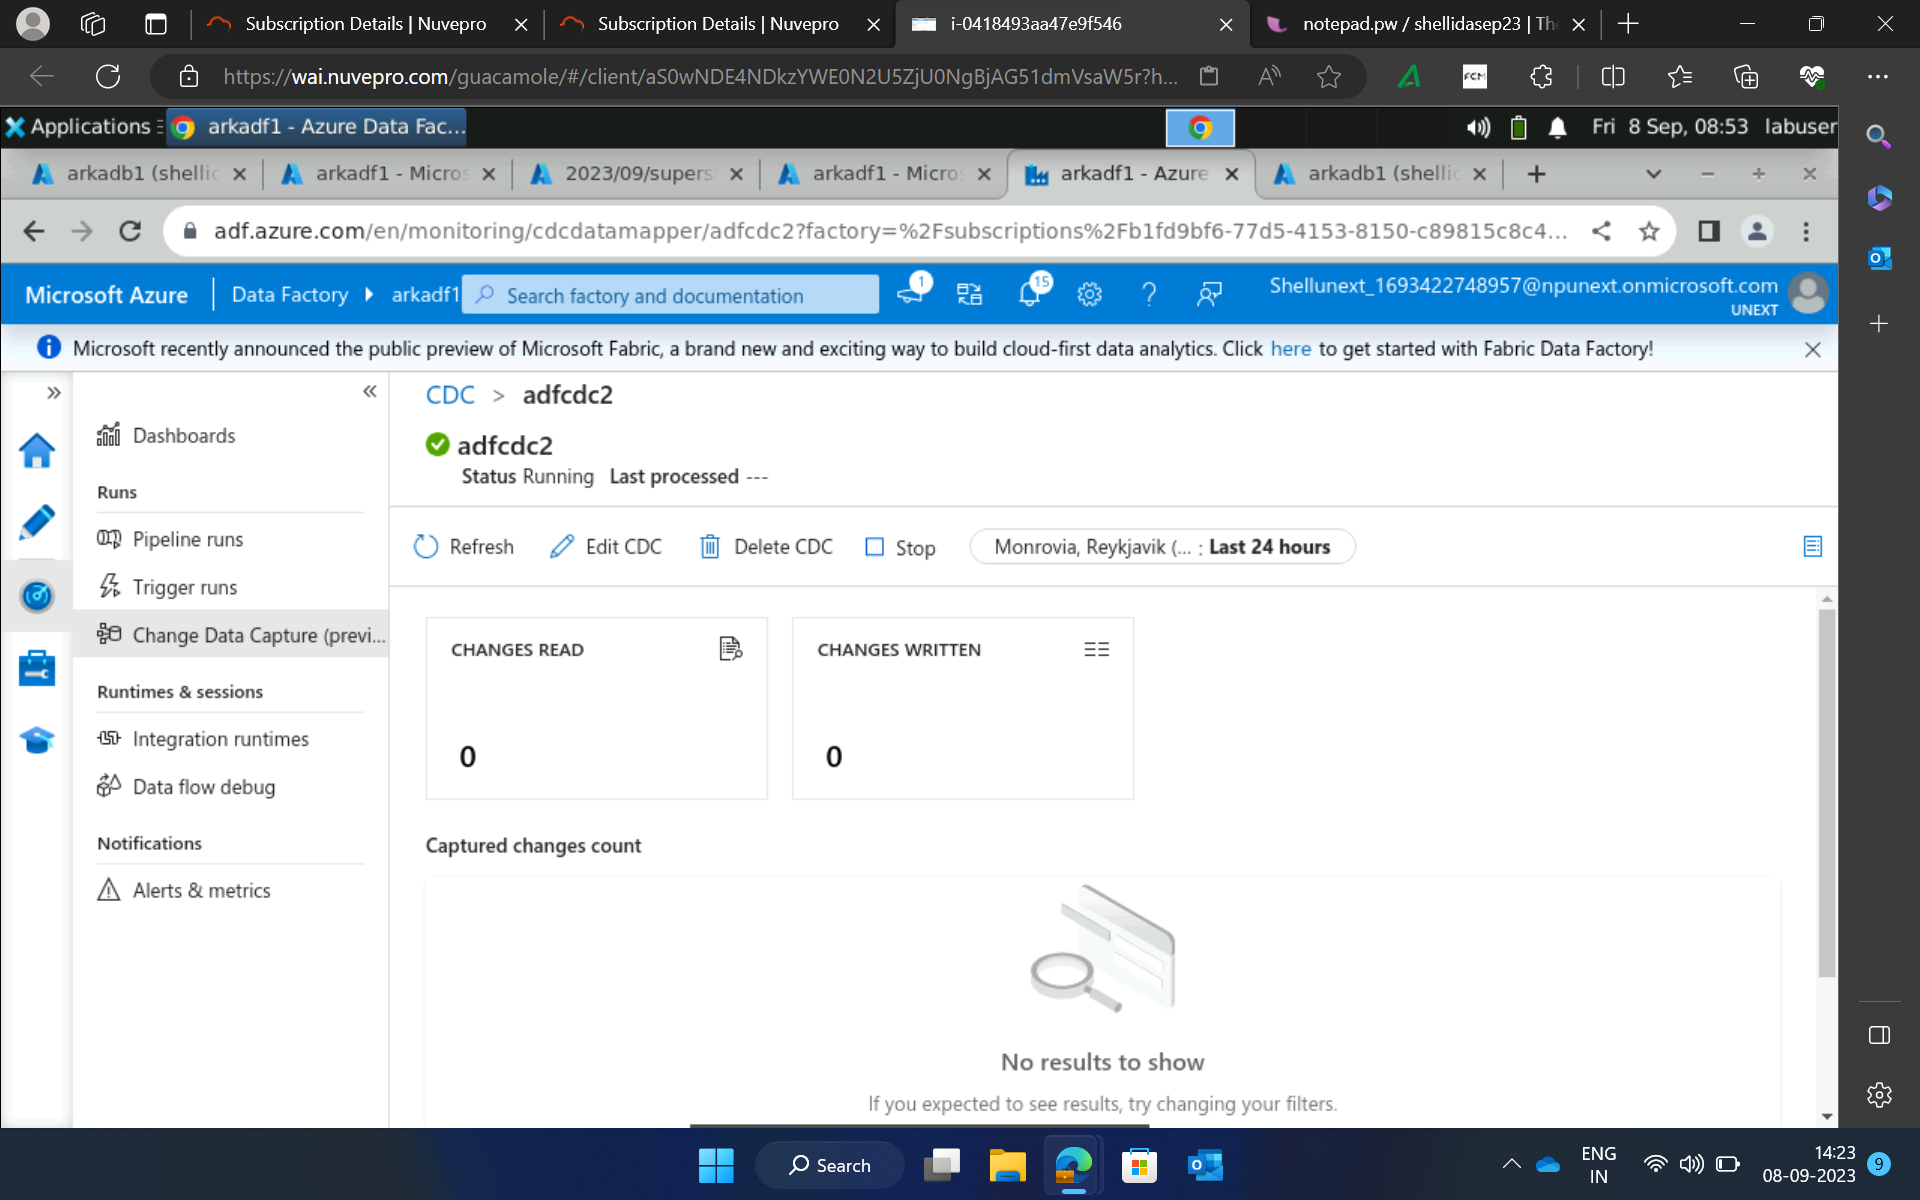 Subscription Details | Nuvepro
Subscription Details | Nuvepro
i-0418493aa47e9f546
notepad.pw / shellidasep23 | Th
https://wai.nuvepro.com/guacamole/#/client/aS0wNDE4NDkzYWE0N2U5ZjU0NgBjAG51dmVsaW5r?h...
FCM
Applications
arkadf1 - Azure Data Fac...
Fri 8 Sep, 08:53 labuser
arkadb1 (shellic
arkadf1 - Micros
2023/09/supers
arkadf1 - Micros
arkadf1 - Azure
arkadb1 (shellic
adf.azure.com/en/monitoring/cdcdatamapper/adfcdc2?factory=%2Fsubscriptions%2Fb1fd9bf6-77d5-4153-8150-c89815c8c4...
Microsoft Azure
Data Factory
arkadf1
Search factory and documentation
1
15
Shellunext_1693422748957@npunext.onmicrosoft.com
UNEXT
Microsoft recently announced the public preview of Microsoft Fabric, a brand new and exciting way to build cloud-first data analytics. Click here to get started with Fabric Data Factory!
CDC > adfcdc2
adfcdc2
Status Running Last processed ---
Dashboards
Runs
Pipeline runs
Trigger runs
Change Data Capture (previ...
Runtimes & sessions
Integration runtimes
Data flow debug
Notifications
Alerts & metrics
Refresh
Edit CDC
Delete CDC
Stop
Monrovia, Reykjavik (... : Last 24 hours
CHANGES READ
0
CHANGES WRITTEN
0
Captured changes count
No results to show
If you expected to see results, try changing your filters.
Search
ENG
IN
14:23
08-09-2023
9